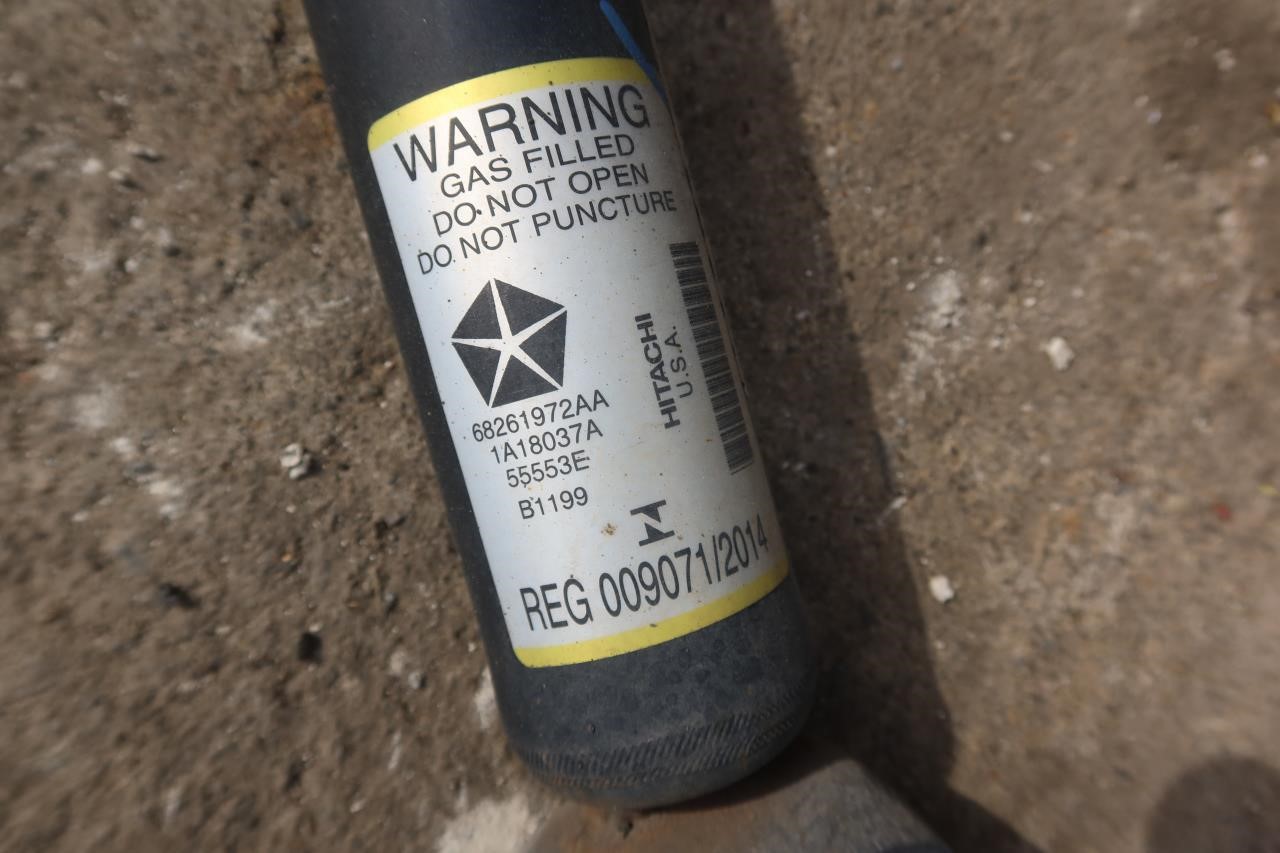 WARNING
GAS FILLED
DO NOT OPEN
DO NOT PUNCTURE
HITACHI
U.S.A.
68261972AA
1A18037A
55553E
B1199
REG 009071/2014